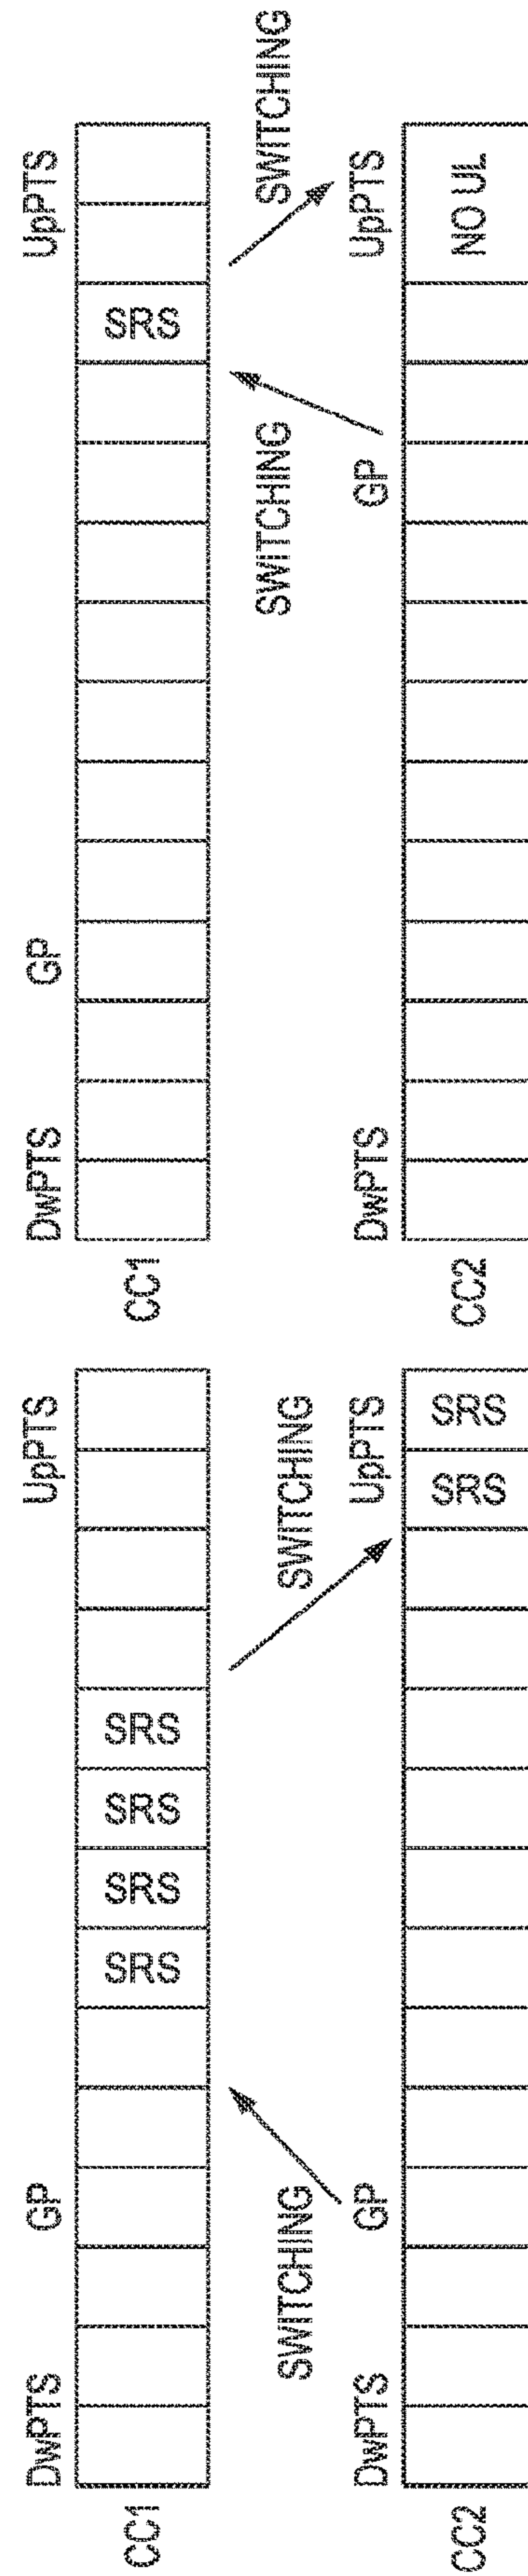 DwPTS GP UpPTS
CC1 SRS SRS SRS SRS
SWITCHING SWITCHING
DwPTS GP UpPTS
CC2 SRS SRS
DwPTS GP UpPTS
CC1 SRS
SWITCHING SWITCHING
DwPTS GP UpPTS
CC2 NO UL